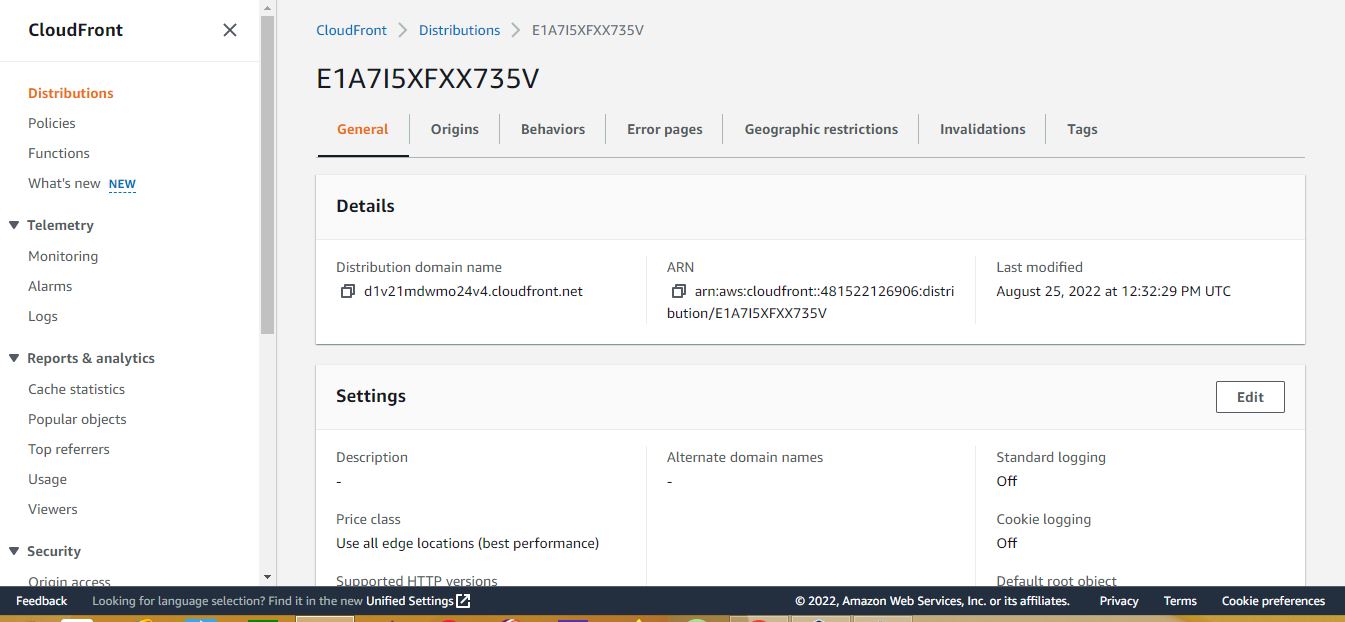 CloudFront
Distributions
Policies
Functions
What's new NEW
Telemetry
Monitoring
Alarms
Logs
Reports & analytics
Cache statistics
Popular objects
Top referrers
Usage
Viewers
Security
Origin access
CloudFront Distributions E1A7I5XFXX735V
E1A7I5XFXX735V
General Origins Behaviors Error pages Geographic restrictions Invalidations Tags
Details
Distribution domain name
d1v21mdwmo24v4.cloudfront.net
ARN
arn:aws:cloudfront::481522126906:distri
bution/E1A7I5XFXX735V
Last modified
August 25, 2022 at 12:32:29 PM UTC
Settings
Edit
Description
-
Price class
Use all edge locations (best performance)
Supported HTTP versions
Alternate domain names
-
Standard logging
Off
Cookie logging
Off
Default root object
Feedback Looking for language selection? Find it in the new Unified Settings © 2022, Amazon Web Services, Inc. or its affiliates. Privacy Terms Cookie preferences